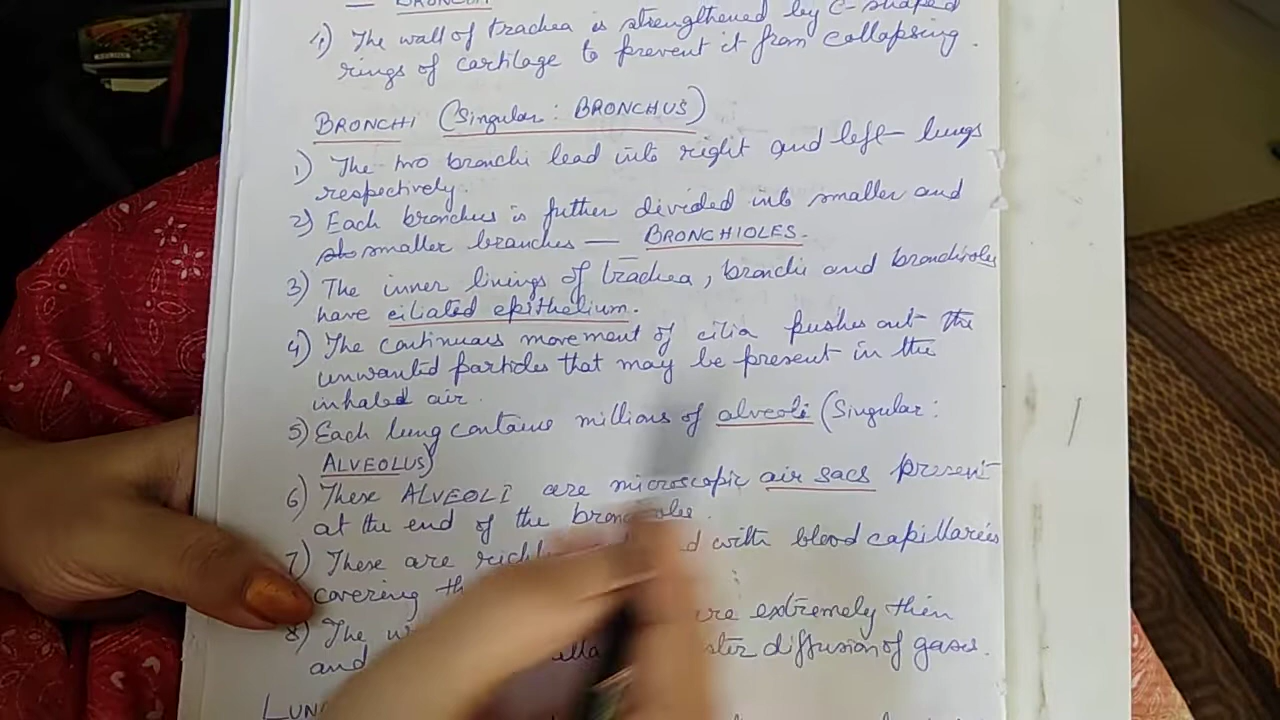 — BRONCHI
4) The wall of trachea is strengthened by C-shaped
rings of cartilage to prevent it from collapsing.
BRONCHI (Singular: BRONCHUS)
1) The two bronchi lead into right and left lungs
respectively.
2) Each bronchus is futher divided into smaller and
smaller branches — BRONCHIOLES.
3) The inner linings of trachea, bronchi and bronchioles
have ciliated epithelium.
4) The continuous movement of cilia pushes out the
unwanted particles that may be present in the
inhaled air.
5) Each lung contains millions of alveoli (Singular:
ALVEOLUS)
6) These ALVEOLI are microscopic air sacs present
at the end of the
7) These are with blood capillaries
covering
8) The are extremely thin
and diffusion of gases.